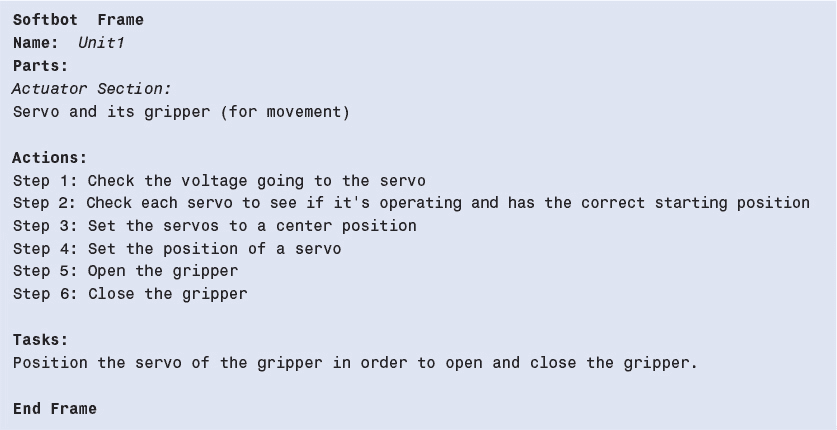 Softbot Frame
Name: Unit1
Parts:
Actuator Section:
Servo and its gripper (for movement)
Actions:
Step 1: Check the voltage going to the servo
Step 2: Check each servo to see if it's operating and has the correct starting position
Step 3: Set the servos to a center position
Step 4: Set the position of a servo
Step 5: Open the gripper
Step 6: Close the gripper
Tasks:
Position the servo of the gripper in order to open and close the gripper.
End Frame